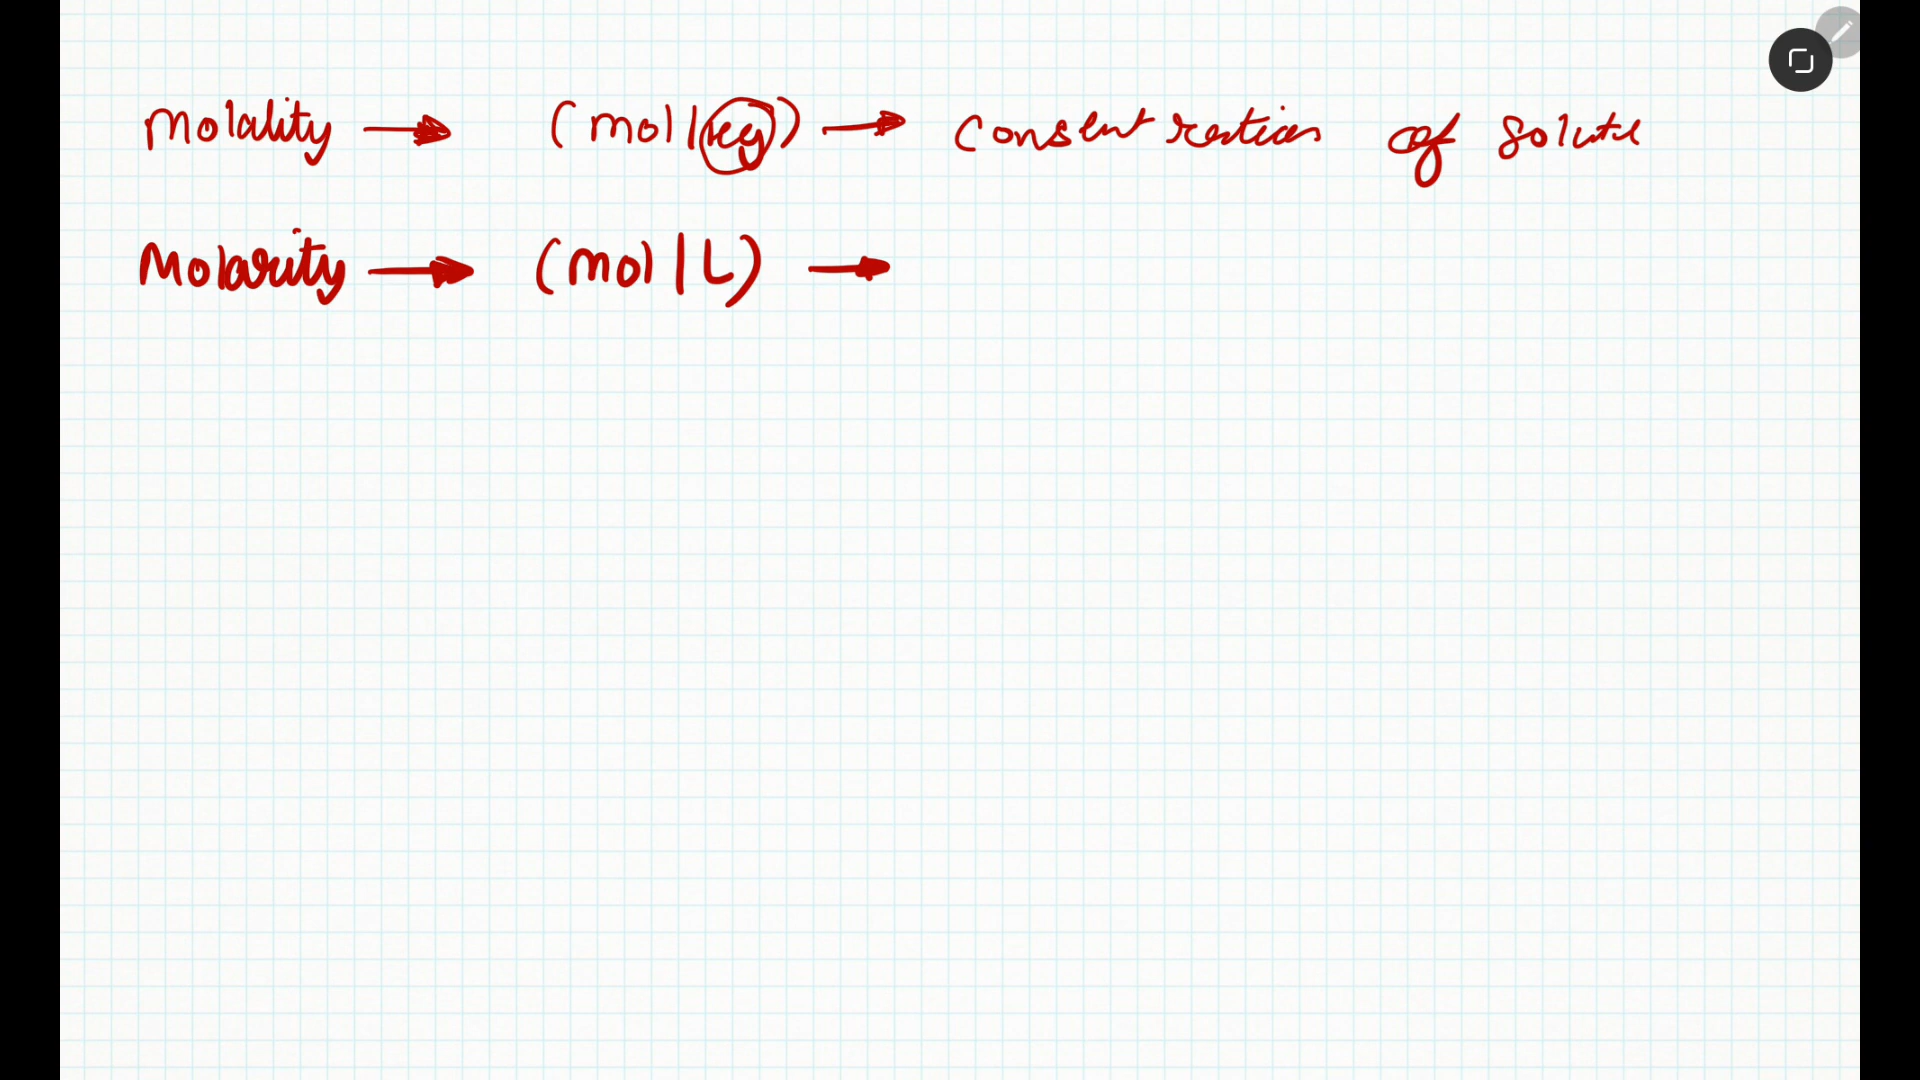 Molality → (mol/kg) → Consentration of solute
Molarity → (mol/L) →